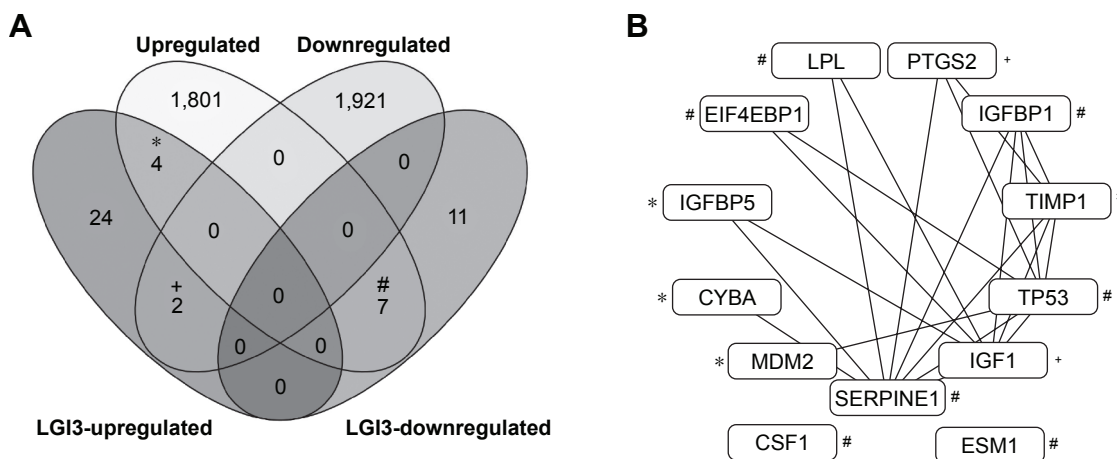 A
Upregulated Downregulated
1,801 1,921
*
4
0
0
24
0
0
11
+
2
#
7
0
0
0
0
LGI3-upregulated LGI3-downregulated
B
# LPL
PTGS2 +
# EIF4EBP1
IGFBP1 #
* IGFBP5
TIMP1
* CYBA
TP53 #
* MDM2
IGF1 +
SERPINE1 #
CSF1 #
ESM1 #